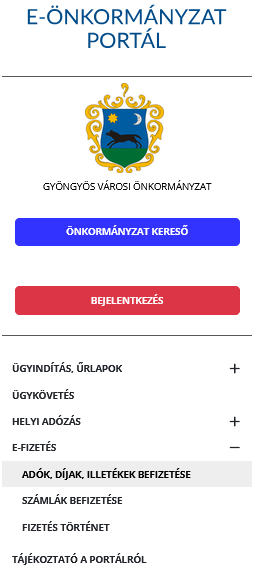 E-ÖNKORMÁNYZAT
PORTÁL
GYÖNGYÖS VÁROSI ÖNKORMÁNYZAT
ÖNKORMÁNYZAT KERESŐ
BEJELENTKEZÉS
ÜGYINDÍTÁS, ŰRLAPOK
ÜGYKÖVETÉS
HELYI ADÓZÁS
E-FIZETÉS
ADÓK, DÍJAK, ILLETÉKEK BEFIZETÉSE
SZÁMLÁK BEFIZETÉSE
FIZETÉS TÖRTÉNET
TÁJÉKOZTATÓ A PORTÁLRÓL